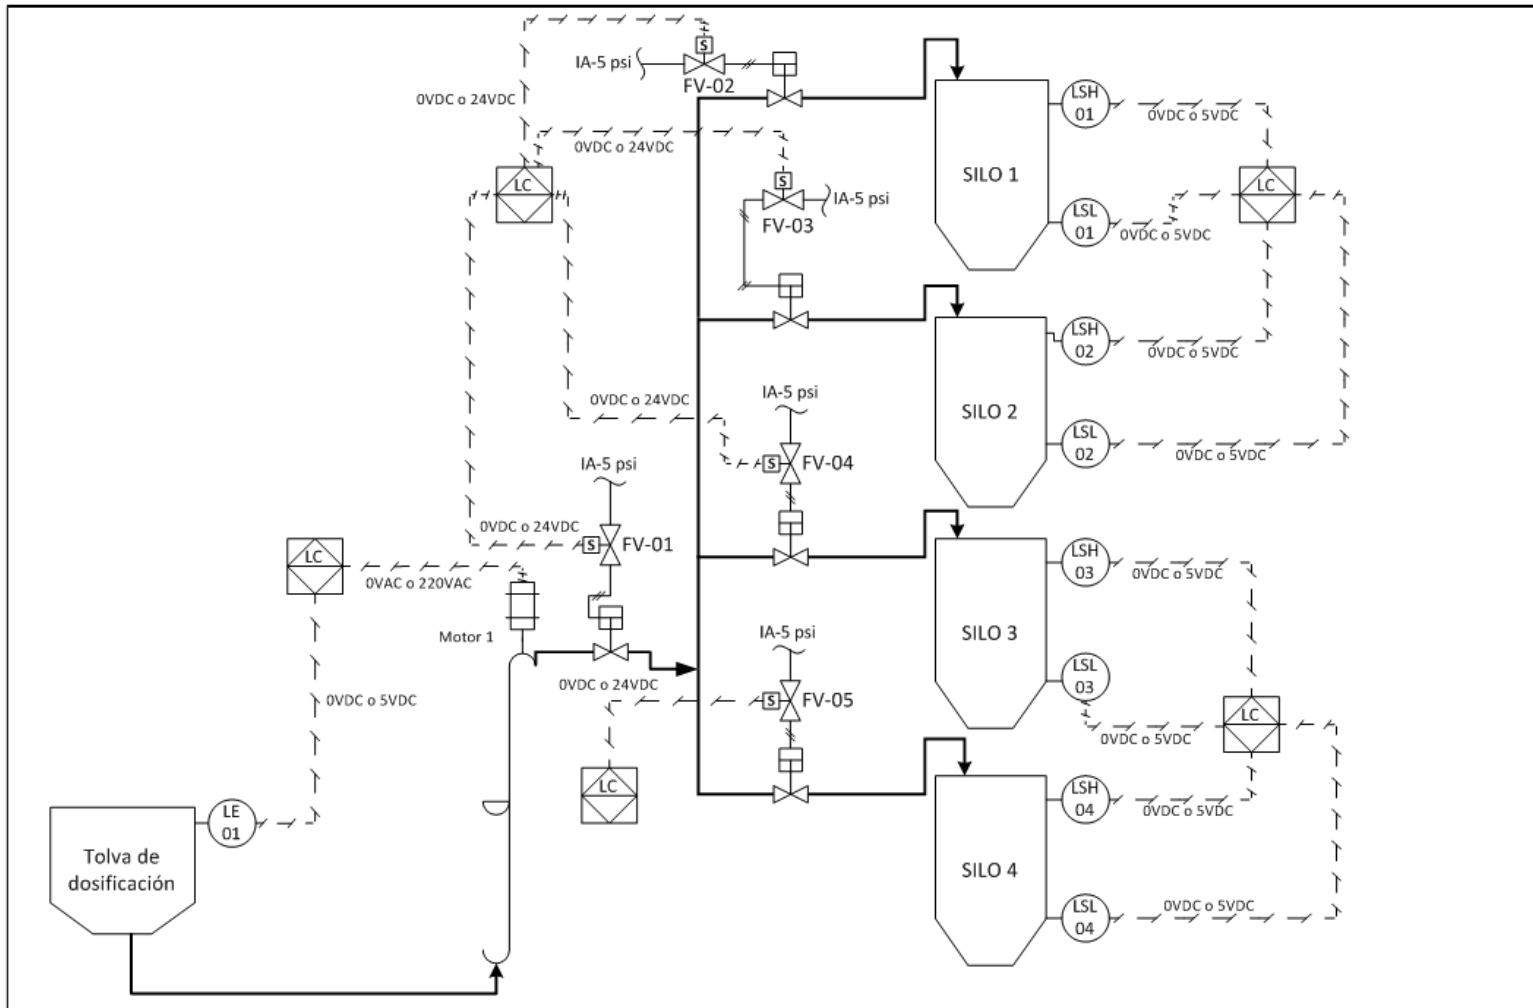 IA-5 psi
S
FV-02
0VDC o 24VDC
0VDC o 24VDC
LC
S
IA-5 psi
FV-03
SILO 1
LSH
01
0VDC o 5VDC
LC
LSL
01
0VDC o 5VDC
SILO 2
LSH
02
0VDC o 5VDC
LSL
02
0VDC o 5VDC
0VDC o 24VDC
IA-5 psi
S
FV-04
IA-5 psi
0VDC o 24VDC
S
FV-01
LC
0VAC o 220VAC
Motor 1
0VDC o 5VDC
SILO 3
LSH
03
0VDC o 5VDC
LSL
03
0VDC o 5VDC
LC
IA-5 psi
0VDC o 24VDC
S
FV-05
LC
SILO 4
LSH
04
0VDC o 5VDC
LSL
04
0VDC o 5VDC
LE
01
Tolva de
dosificación